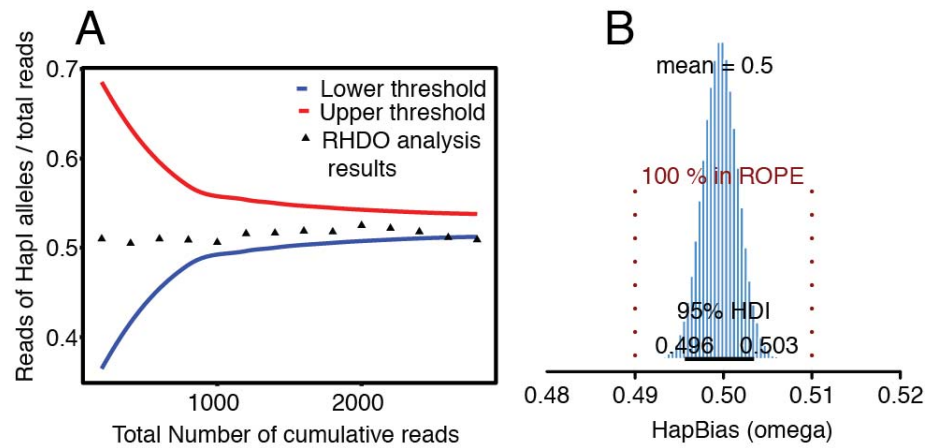 A
Reads of HapI alleles / total reads
0.7
0.6
0.5
0.4
Lower threshold
Upper threshold
RHDO analysis
results
1000
2000
Total Number of cumulative reads
B
mean = 0.5
100 % in ROPE
95% HDI
0.496
0.503
0.48
0.49
0.50
0.51
0.52
HapBias (omega)